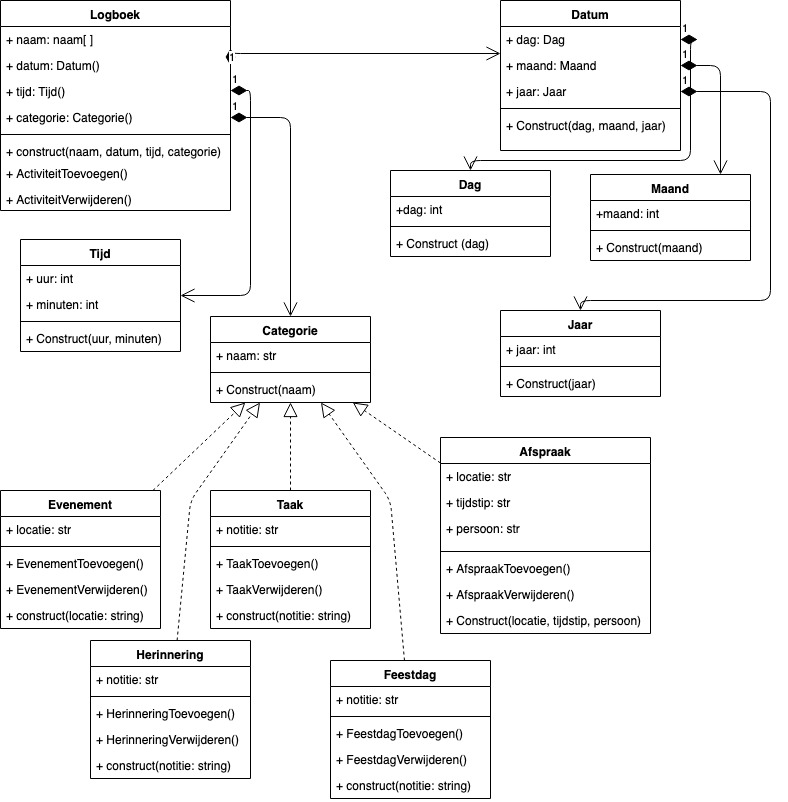 Logboek
+ naam: naam[ ]
+ datum: Datum()
+ tijd: Tijd()
+ categorie: Categorie()
+ construct(naam, datum, tijd, categorie)
+ ActiviteitToevoegen()
+ ActiviteitVerwijderen()
1
1
1
Datum
+ dag: Dag
+ maand: Maand
+ jaar: Jaar
+ Construct(dag, maand, jaar)
1
1
1
Dag
+dag: int
+ Construct (dag)
Maand
+maand: int
+ Construct(maand)
Tijd
+ uur: int
+ minuten: int
+ Construct(uur, minuten)
Categorie
+ naam: str
+ Construct(naam)
Jaar
+ jaar: int
+ Construct(jaar)
Evenement
+ locatie: str
+ EvenementToevoegen()
+ EvenementVerwijderen()
+ construct(locatie: string)
Taak
+ notitie: str
+ TaakToevoegen()
+ TaakVerwijderen()
+ construct(notitie: string)
Afspraak
+ locatie: str
+ tijdstip: str
+ persoon: str
+ AfspraakToevoegen()
+ AfspraakVerwijderen()
+ Construct(locatie, tijdstip, persoon)
Herinnering
+ notitie: str
+ HerinneringToevoegen()
+ HerinneringVerwijderen()
+ construct(notitie: string)
Feestdag
+ notitie: str
+ FeestdagToevoegen()
+ FeestdagVerwijderen()
+ construct(notitie: string)